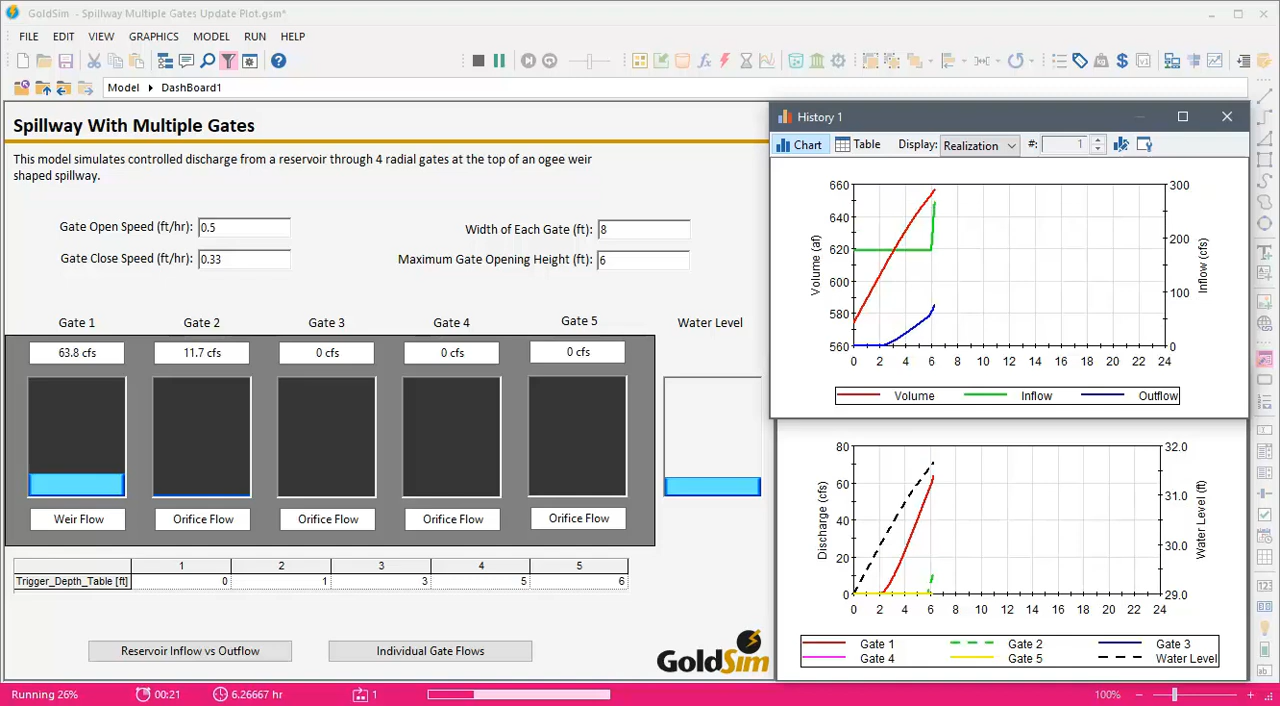 GoldSim - Spillway Multiple Gates Update Plot.gsm*
FILE EDIT VIEW GRAPHICS MODEL RUN HELP
Model DashBoard1
Spillway With Multiple Gates
This model simulates controlled discharge from a reservoir through 4 radial gates at the top of an ogee weir
shaped spillway.
Gate Open Speed (ft/hr): 0.5
Width of Each Gate (ft): 8
Gate Close Speed (ft/hr): 0.33
Maximum Gate Opening Height (ft): 6
Gate 1 Gate 2 Gate 3 Gate 4 Gate 5 Water Level
63.8 cfs 11.7 cfs 0 cfs 0 cfs 0 cfs
Weir Flow Orifice Flow Orifice Flow Orifice Flow Orifice Flow
1 2 3 4 5
Trigger_Depth_Table [ft] 0 1 3 5 6
Reservoir Inflow vs Outflow Individual Gate Flows
GoldSim
History 1
Chart Table Display: Realization #: 1
660 300
640
620 200
600
100
580
560 0
0 2 4 6 8 10 12 14 16 18 20 22 24
Volume (af)
Inflow (cfs)
Volume Inflow Outflow
80 32.0
60
31.0
40
30.0
20
0 29.0
0 2 4 6 8 10 12 14 16 18 20 22 24
Discharge (cfs)
Water Level (ft)
Gate 1 Gate 2 Gate 3
Gate 4 Gate 5 Water Level
Running 26% 00:21 6.26667 hr 1 100%